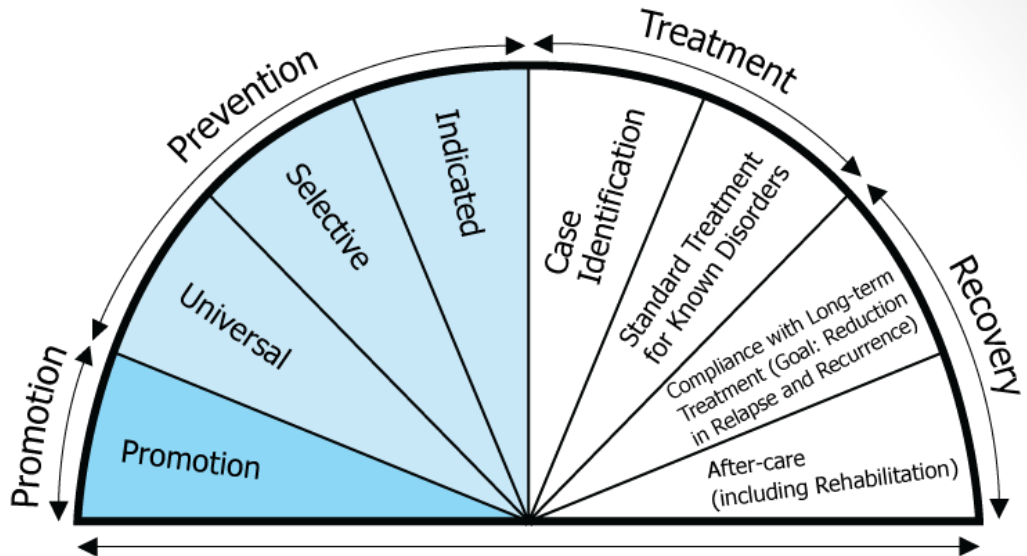 Promotion
Prevention
Treatment
Recovery
Promotion
Universal
Selective
Indicated
Case
Identification
Standard Treatment
for Known Disorders
Compliance with Long-term
Treatment (Goal: Reduction
in Relapse and Recurrence)
After-care
(including Rehabilitation)